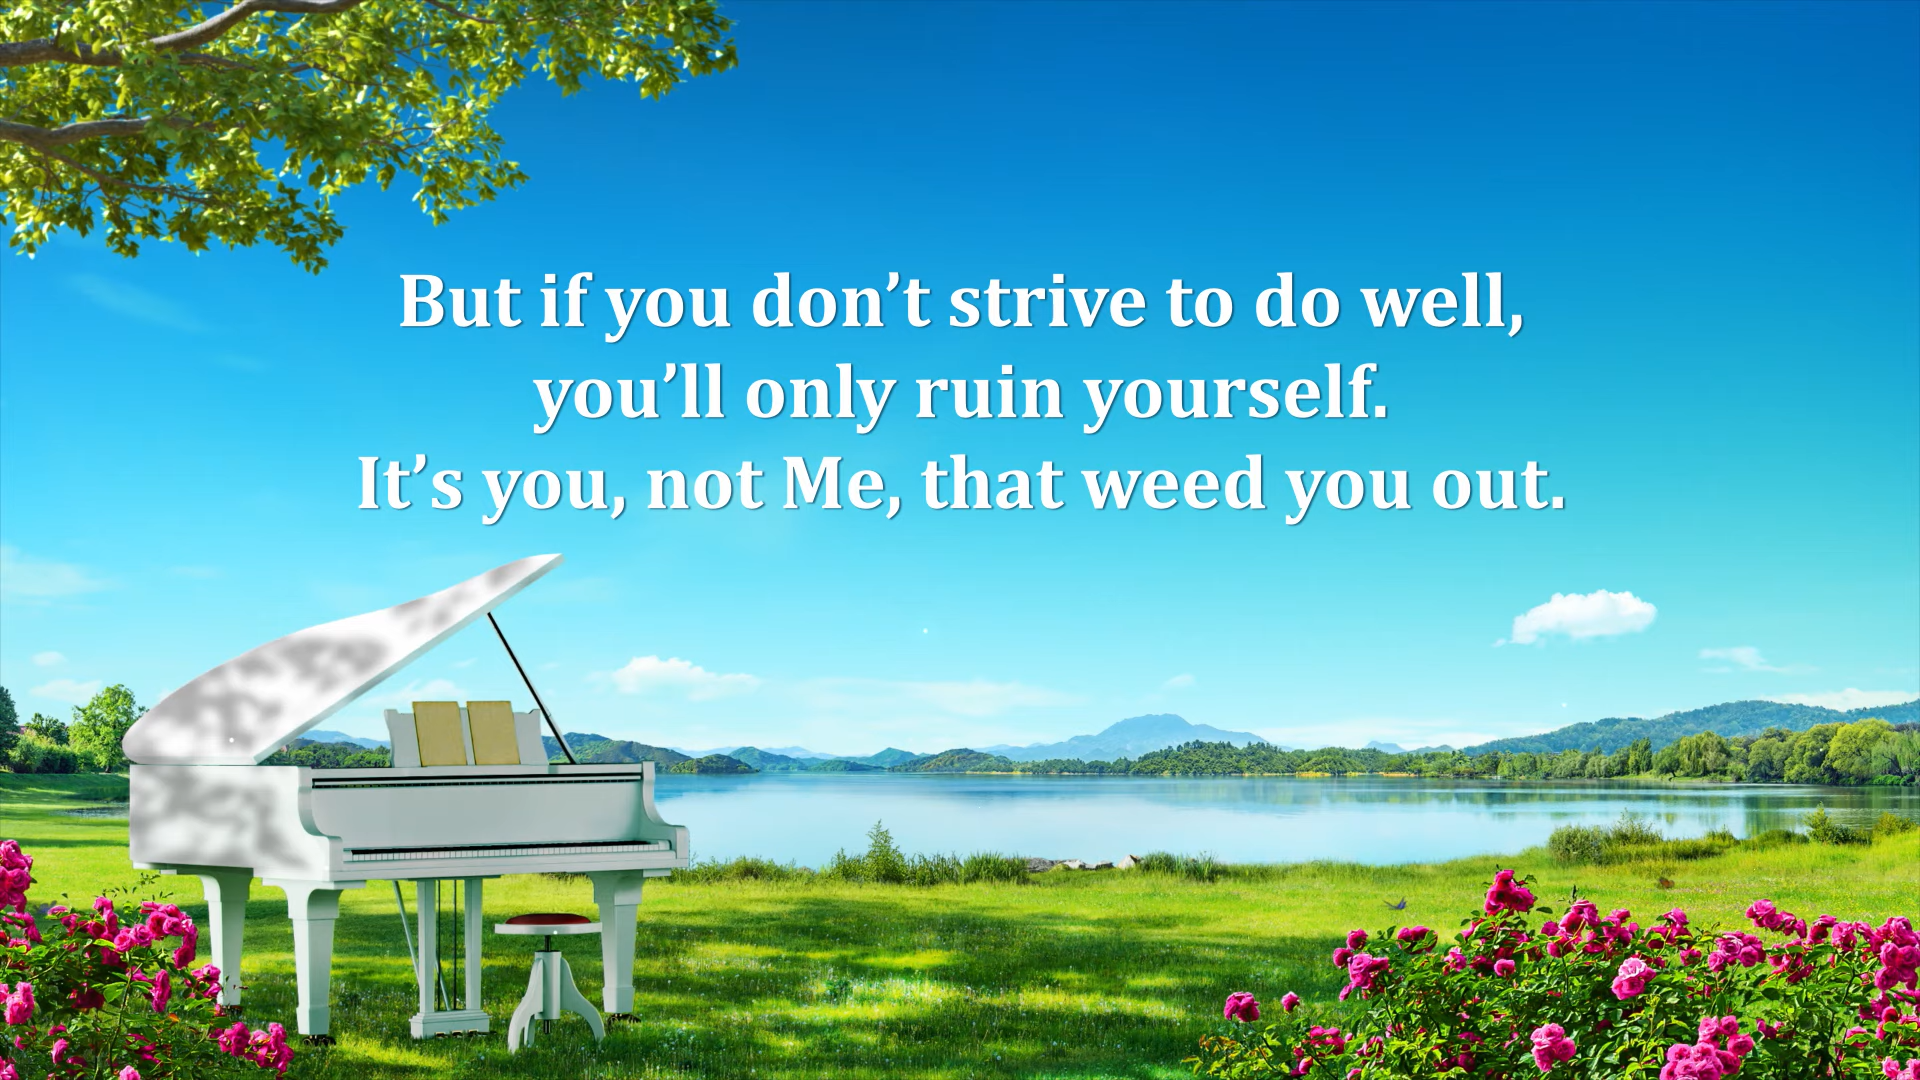 But if you don’t strive to do well,
you’ll only ruin yourself.
It’s you, not Me, that weed you out.